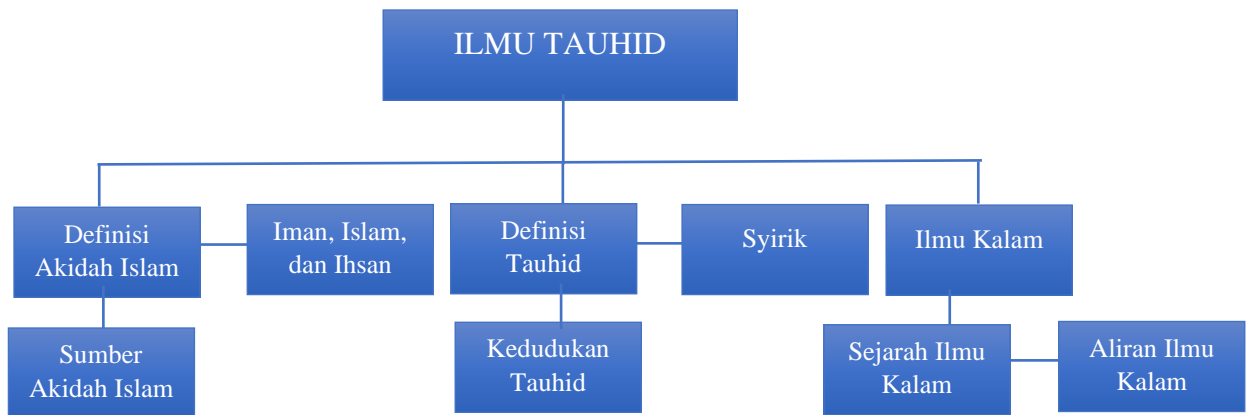 ILMU TAUHID
Definisi
Akidah Islam
Iman, Islam,
dan Ihsan
Definisi
Tauhid
Syirik
Ilmu Kalam
Sumber
Akidah Islam
Kedudukan
Tauhid
Sejarah Ilmu
Kalam
Aliran Ilmu
Kalam